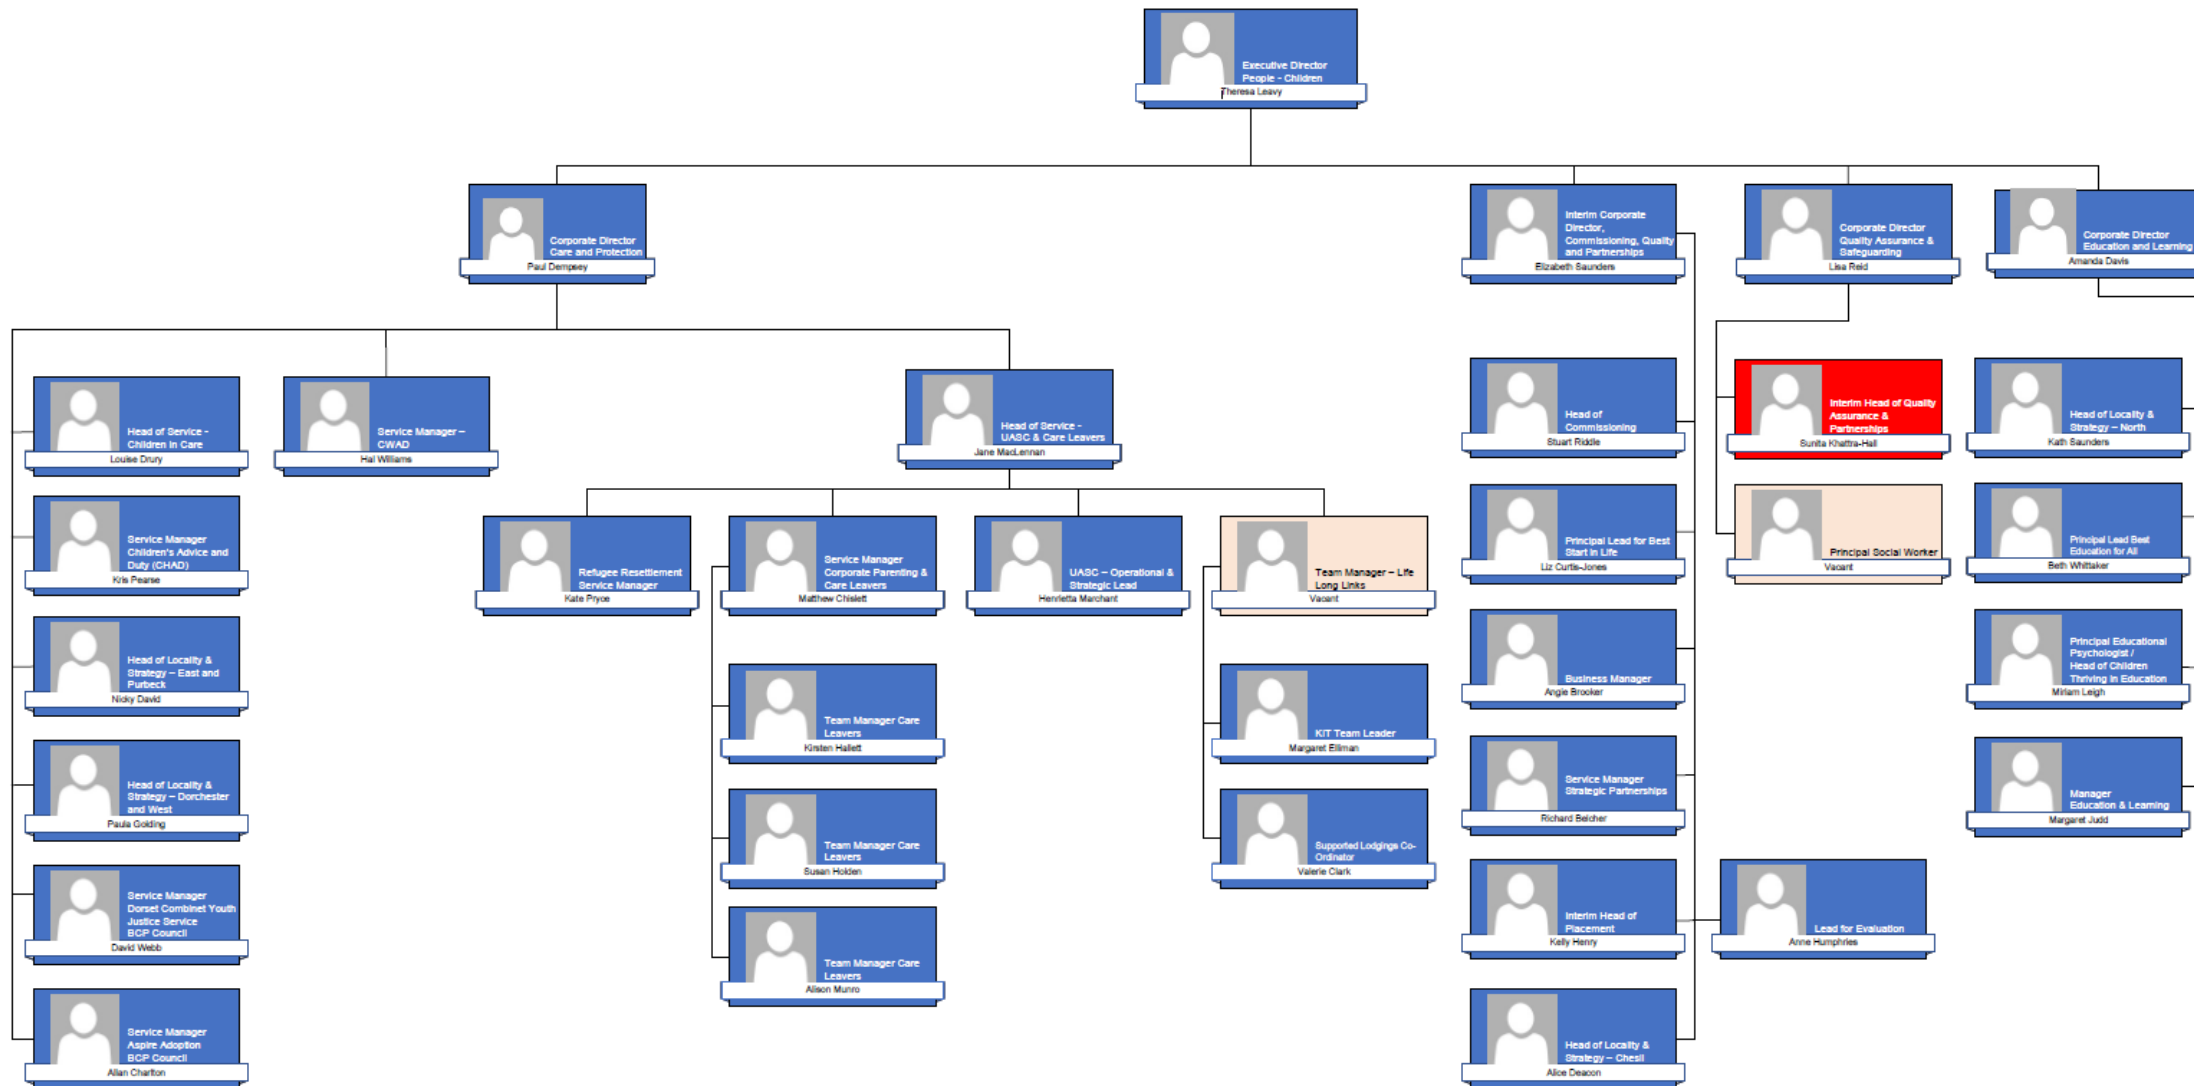 Executive Director
People - Children
Theresa Leavy
Corporate Director
Care and Protection
Paul Dempsey
Interim Corporate
Director,
Commissioning, Quality
and Partnerships
Elizabeth Saunders
Corporate Director
Quality Assurance &
Safeguarding
Lisa Reid
Corporate Director
Education and Learning
Amanda Davis
Head of Service -
Children in Care
Louise Drury
Service Manager –
CWAD
Hal Williams
Head of Service -
UASC & Care Leavers
Jane MacLennan
Head of
Commissioning
Stuart Riddle
Interim Head of Quality
Assurance &
Partnerships
Sunita Khattra-Hall
Head of Locality &
Strategy – North
Kath Saunders
Service Manager
Children's Advice and
Duty (CHAD)
Kris Pearse
Refugee Resettlement
Service Manager
Kate Pryce
Service Manager
Corporate Parenting &
Care Leavers
Matthew Chislett
UASC – Operational &
Strategic Lead
Henrietta Marchant
Team Manager – Life
Long Links
Vacant
Principal Lead for Best
Start in Life
Liz Curtis-Jones
Principal Social Worker
Vacant
Principal Lead Best
Education for All
Beth Whittaker
Head of Locality &
Strategy – East and
Purbeck
Nicky David
Team Manager Care
Leavers
Kirsten Hallett
KIT Team Leader
Margaret Ellman
Business Manager
Angie Brooker
Principal Educational
Psychologist /
Head of Children
Thriving in Education
Miriam Leigh
Head of Locality &
Strategy – Dorchester
and West
Paula Golding
Team Manager Care
Leavers
Susan Holden
Supported Lodgings Co-
Ordinator
Valerie Clark
Service Manager
Strategic Partnerships
Richard Belcher
Manager
Education & Learning
Margaret Judd
Service Manager
Dorset Combinet Youth
Justice Service
BCP Council
David Webb
Team Manager Care
Leavers
Alison Munro
Interim Head of
Placement
Kelly Henry
Lead for Evaluation
Anne Humphries
Service Manager
Aspire Adoption
BCP Council
Allan Charlton
Head of Locality &
Strategy – Chesil
Alice Deacon